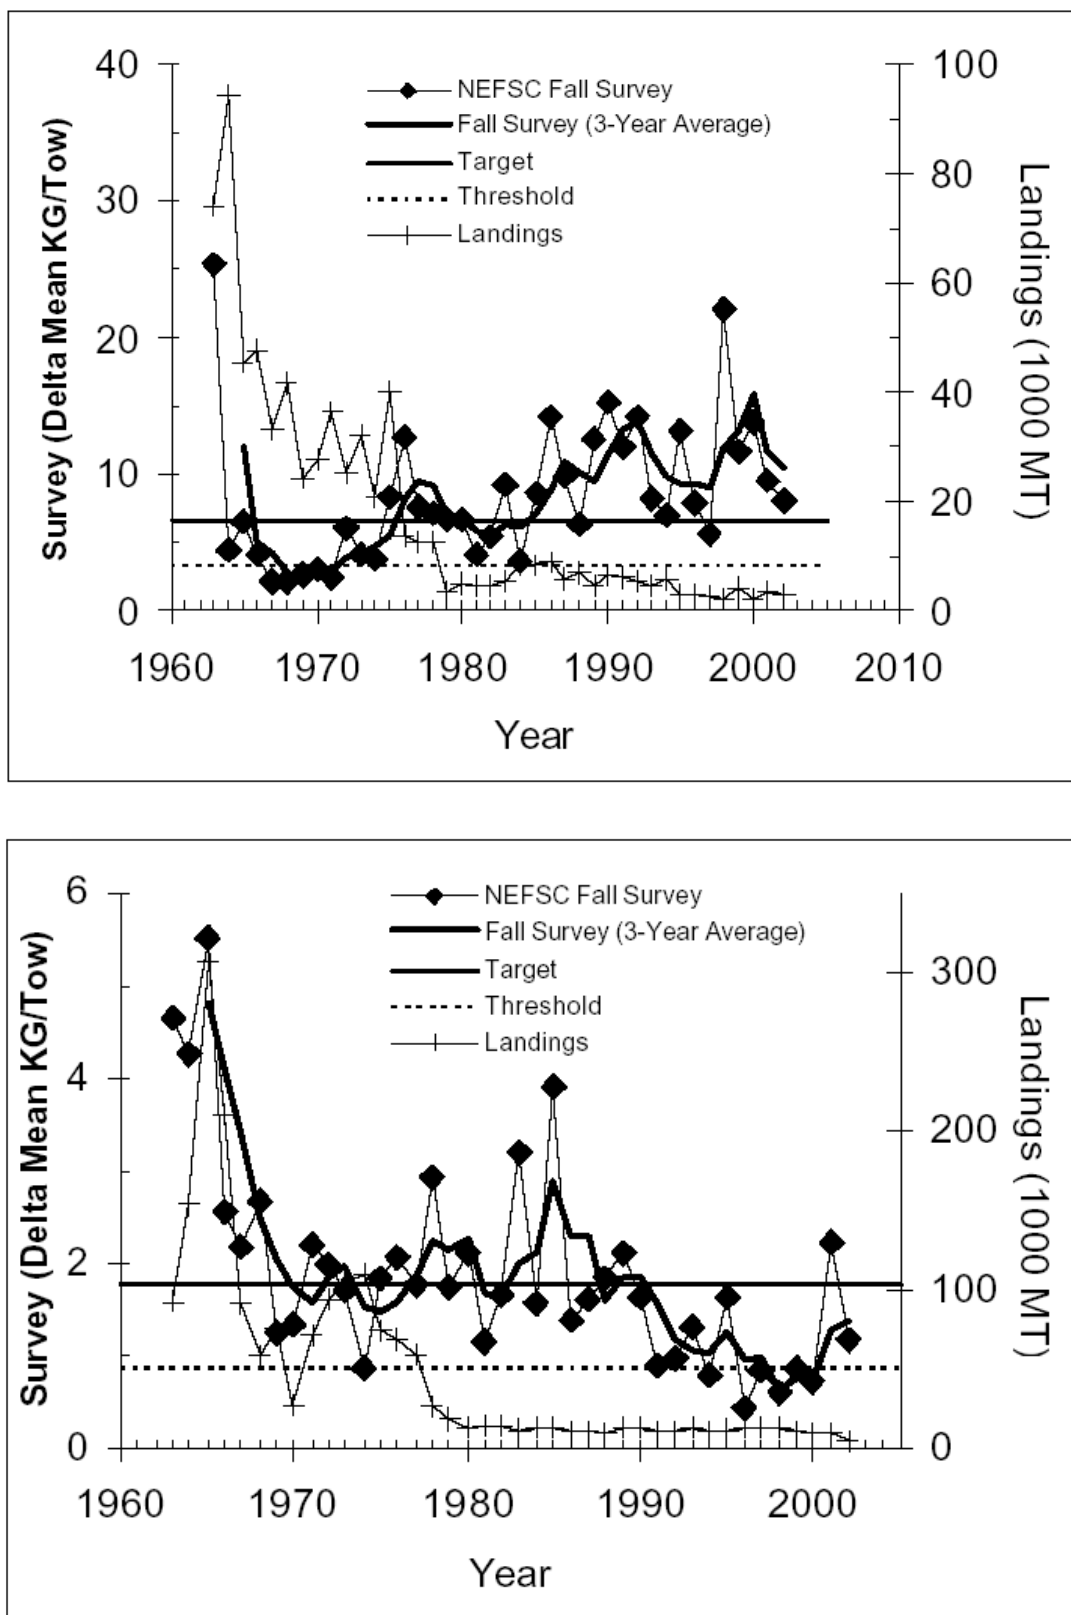 40
30
20
10
0
Survey (Delta Mean KG/Tow)
NEFSC Fall Survey
Fall Survey (3-Year Average)
Target
Threshold
Landings
100
80
60
40
20
0
Landings (1000 MT)
1960 1970 1980 1990 2000 2010
Year
6
4
2
0
Survey (Delta Mean KG/Tow)
NEFSC Fall Survey
Fall Survey (3-Year Average)
Target
Threshold
Landings
300
200
100
0
Landings (1000 MT)
1960 1970 1980 1990 2000
Year